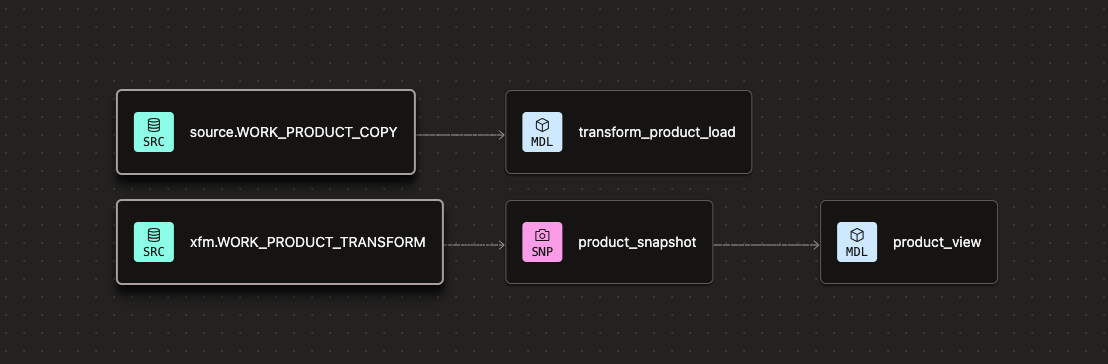 SRC
source.WORK_PRODUCT_COPY
MDL
transform_product_load
SRC
xfm.WORK_PRODUCT_TRANSFORM
SNP
product_snapshot
MDL
product_view